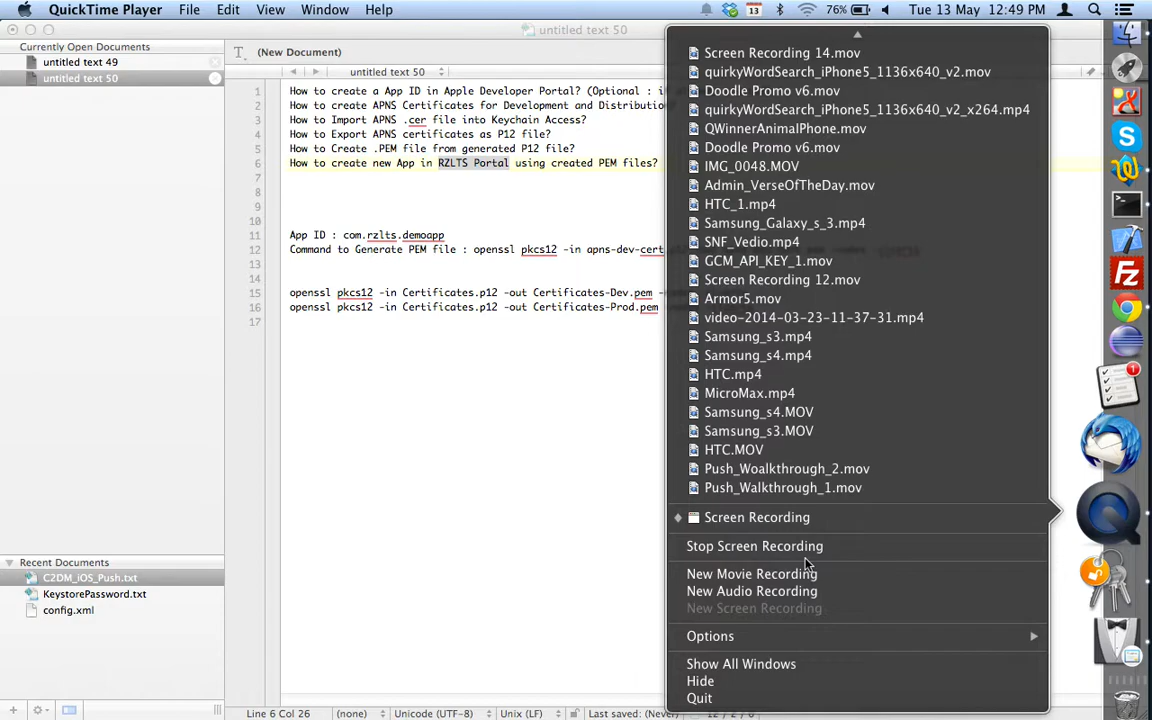 QuickTime Player File Edit View Window Help 13 76% Tue 13 May 12:49 PM
untitled text 50
Currently Open Documents
untitled text 49
untitled text 50
(New Document)
untitled text 50
1 How to create a App ID in Apple Developer Portal? (Optional :
2 How to create APNS Certificates for Development and Distribution
3 How to Import APNS .cer file into Keychain Access?
4 How to Export APNS certificates as P12 file?
5 How to Create .PEM file from generated P12 file?
6 How to create new App in RZLTS Portal using created PEM files?
7
8
9
10
11 App ID : com.rzlts.demoapp
12 Command to Generate PEM file : openssl pkcs12 -in apns-dev-cert
13
14
15 openssl pkcs12 -in Certificates.p12 -out Certificates-Dev.pem
16 openssl pkcs12 -in Certificates.p12 -out Certificates-Prod.pem
17
Screen Recording 14.mov
quirkyWordSearch_iPhone5_1136x640_v2.mov
Doodle Promo v6.mov
quirkyWordSearch_iPhone5_1136x640_v2_x264.mp4
QWinnerAnimalPhone.mov
Doodle Promo v6.mov
IMG_0048.MOV
Admin_VerseOfTheDay.mov
HTC_1.mp4
Samsung_Galaxy_s_3.mp4
SNF_Vedio.mp4
GCM_API_KEY_1.mov
Screen Recording 12.mov
Armor5.mov
video-2014-03-23-11-37-31.mp4
Samsung_s3.mp4
Samsung_s4.mp4
HTC.mp4
MicroMax.mp4
Samsung_s4.MOV
Samsung_s3.MOV
HTC.MOV
Push_Woalkthrough_2.mov
Push_Walkthrough_1.mov
Screen Recording
Stop Screen Recording
New Movie Recording
New Audio Recording
New Screen Recording
Options
Show All Windows
Hide
Quit
1
Recent Documents
C2DM_iOS_Push.txt
KeystorePassword.txt
config.xml
Line 6 Col 26 (none) Unicode (UTF-8) Unix (LF) Last saved: (Never)